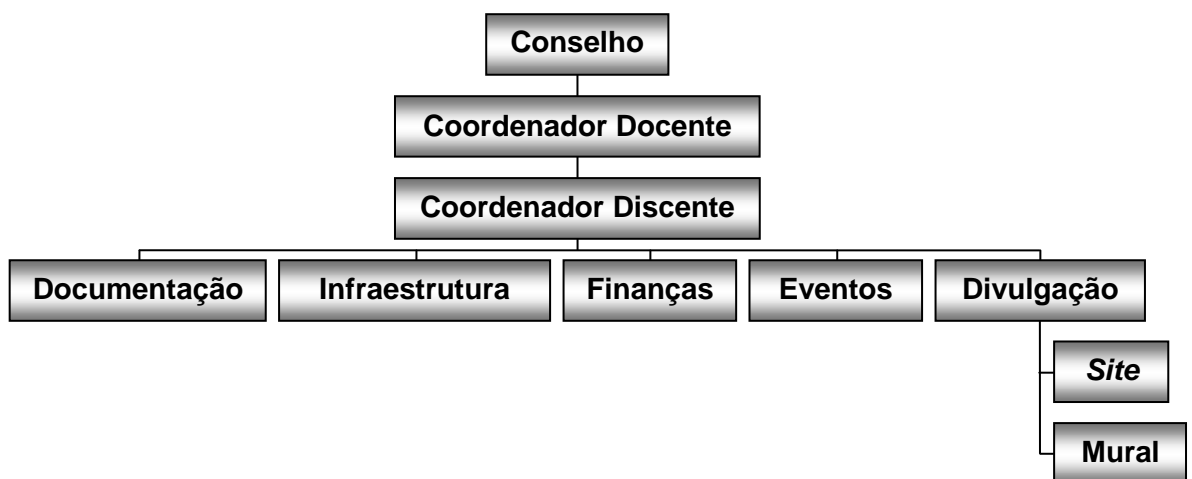 Conselho
Coordenador Docente
Coordenador Discente
Documentação
Infraestrutura
Finanças
Eventos
Divulgação
Site
Mural